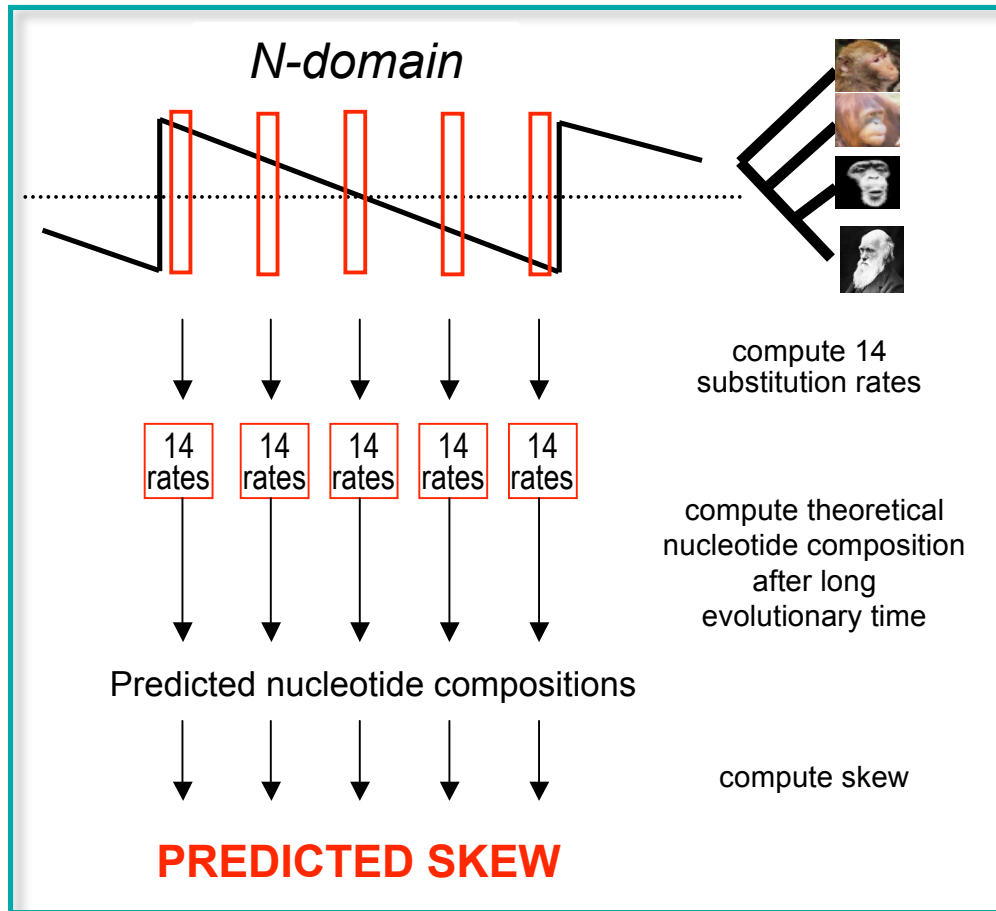 N-domain
compute 14
substitution rates
14 14 14 14 14
rates rates rates rates rates
compute theoretical
nucleotide composition
after long
evolutionary time
Predicted nucleotide compositions
compute skew
PREDICTED SKEW